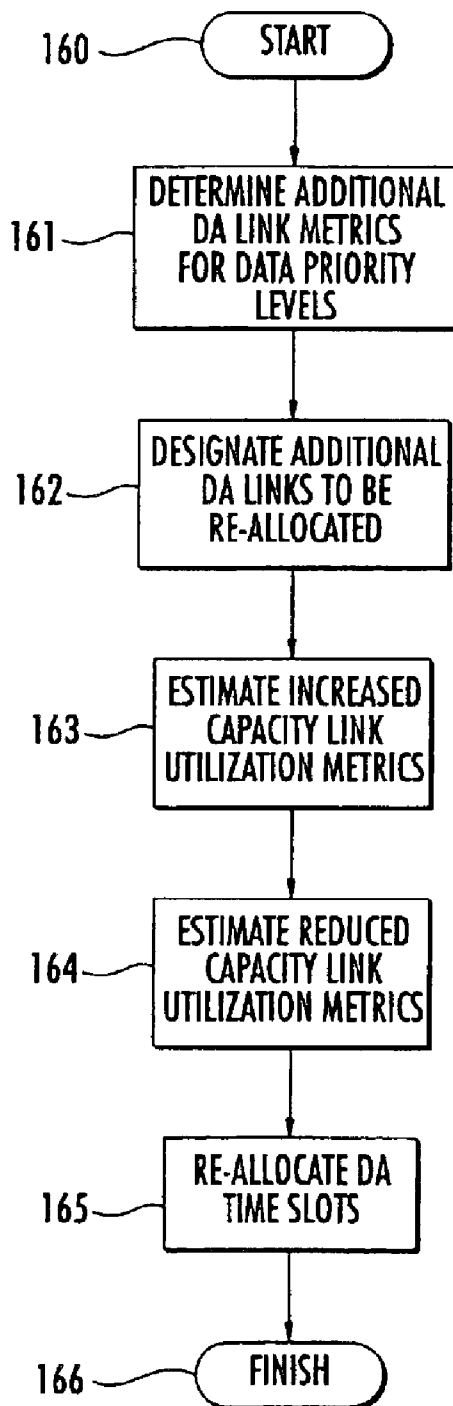 160
START
161
DETERMINE ADDITIONAL
DA LINK METRICS
FOR DATA PRIORITY
LEVELS
162
DESIGNATE ADDITIONAL
DA LINKS TO BE
RE-ALLOCATED
163
ESTIMATE INCREASED
CAPACITY LINK
UTILIZATION METRICS
164
ESTIMATE REDUCED
CAPACITY LINK
UTILIZATION METRICS
165
RE-ALLOCATE DA
TIME SLOTS
166
FINISH